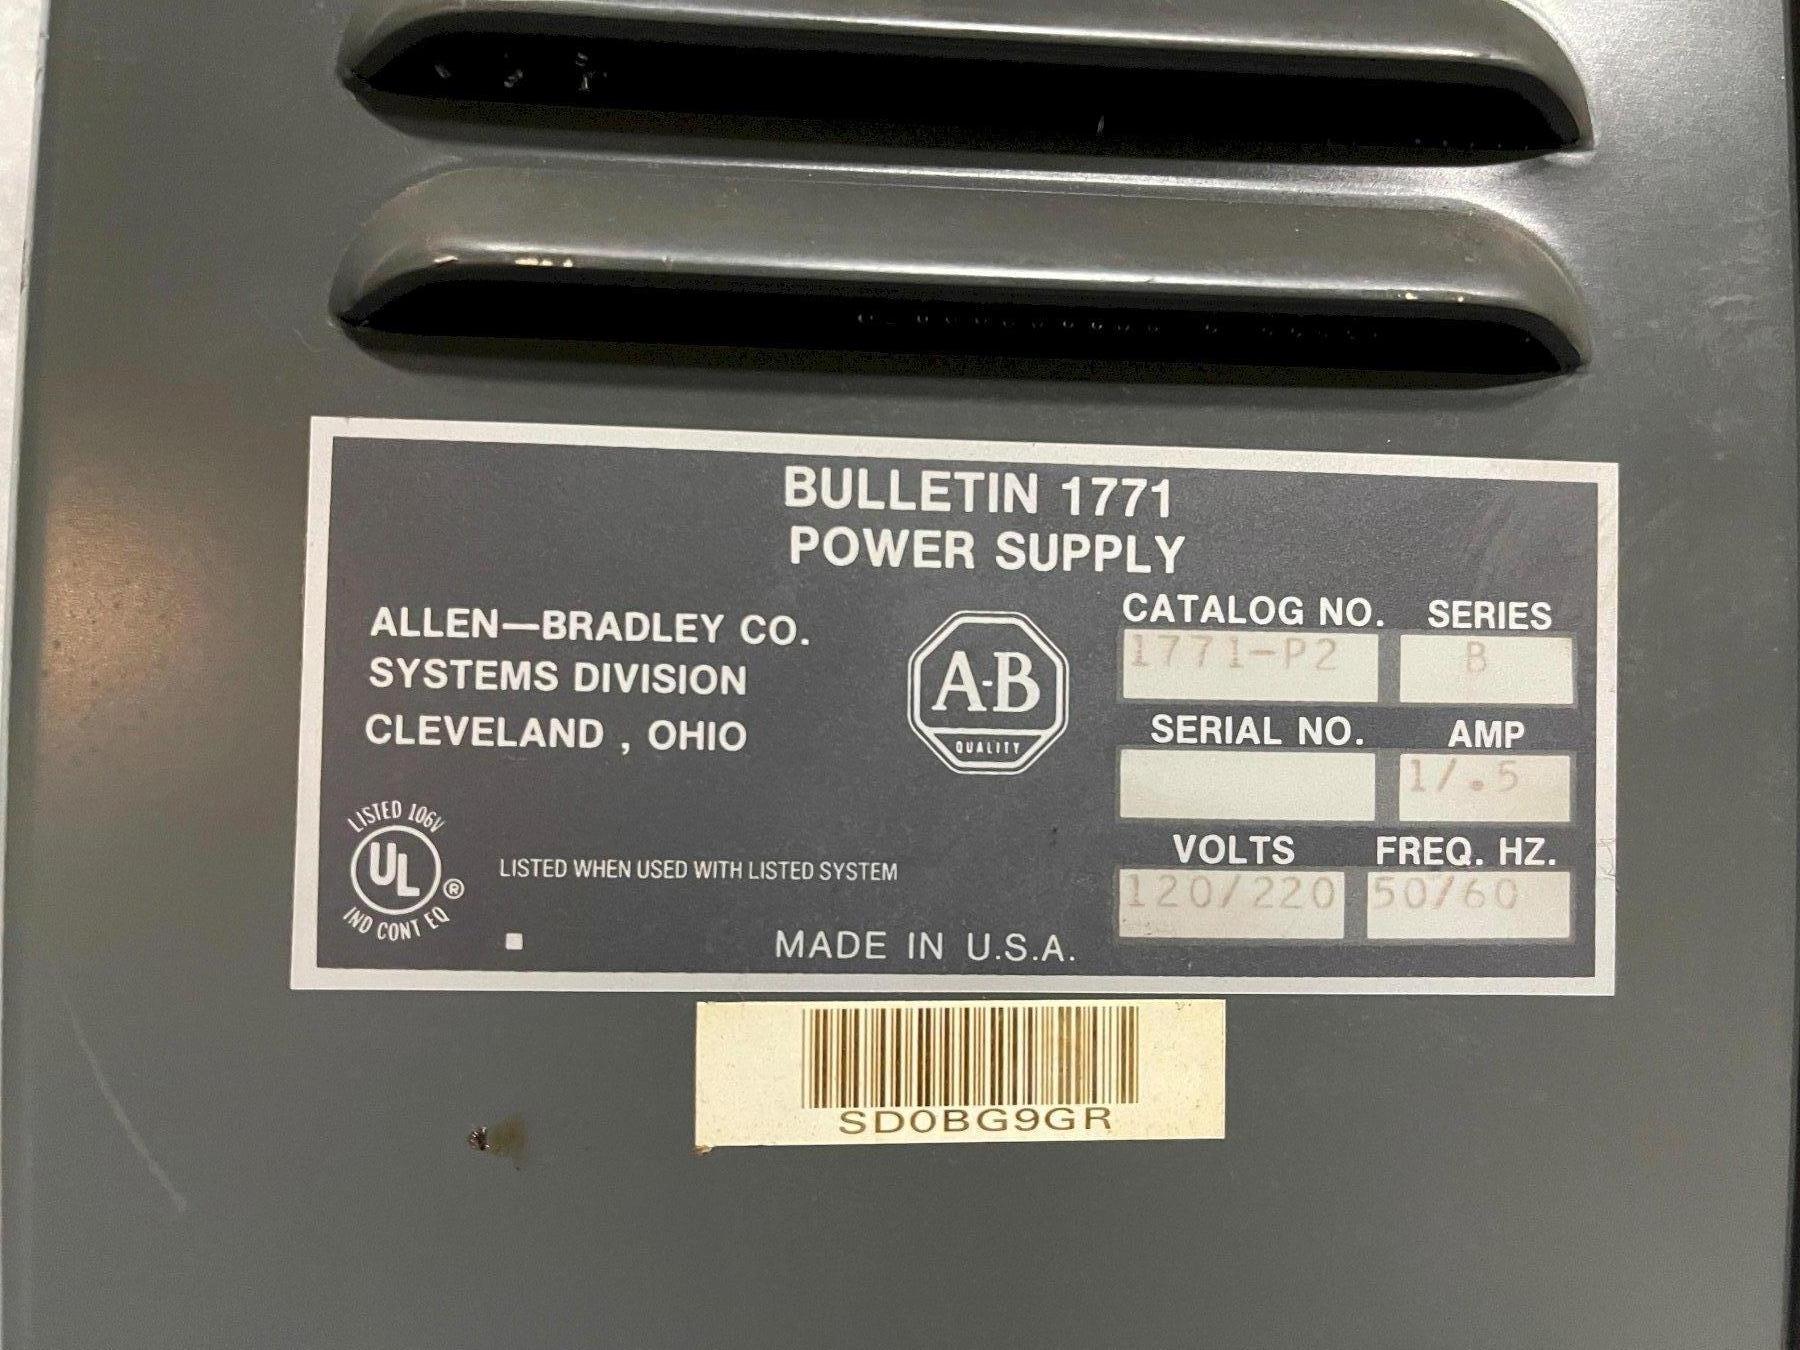 BULLETIN 1771
POWER SUPPLY
ALLEN—BRADLEY CO.
SYSTEMS DIVISION
CLEVELAND , OHIO
A-B
QUALITY
CATALOG NO. SERIES
1771-P2 B
SERIAL NO. AMP
1/.5
VOLTS FREQ. HZ.
120/220 50/60
LISTED 106V
UL ®
IND CONT EQ
LISTED WHEN USED WITH LISTED SYSTEM
MADE IN U.S.A.
SD0BG9GR